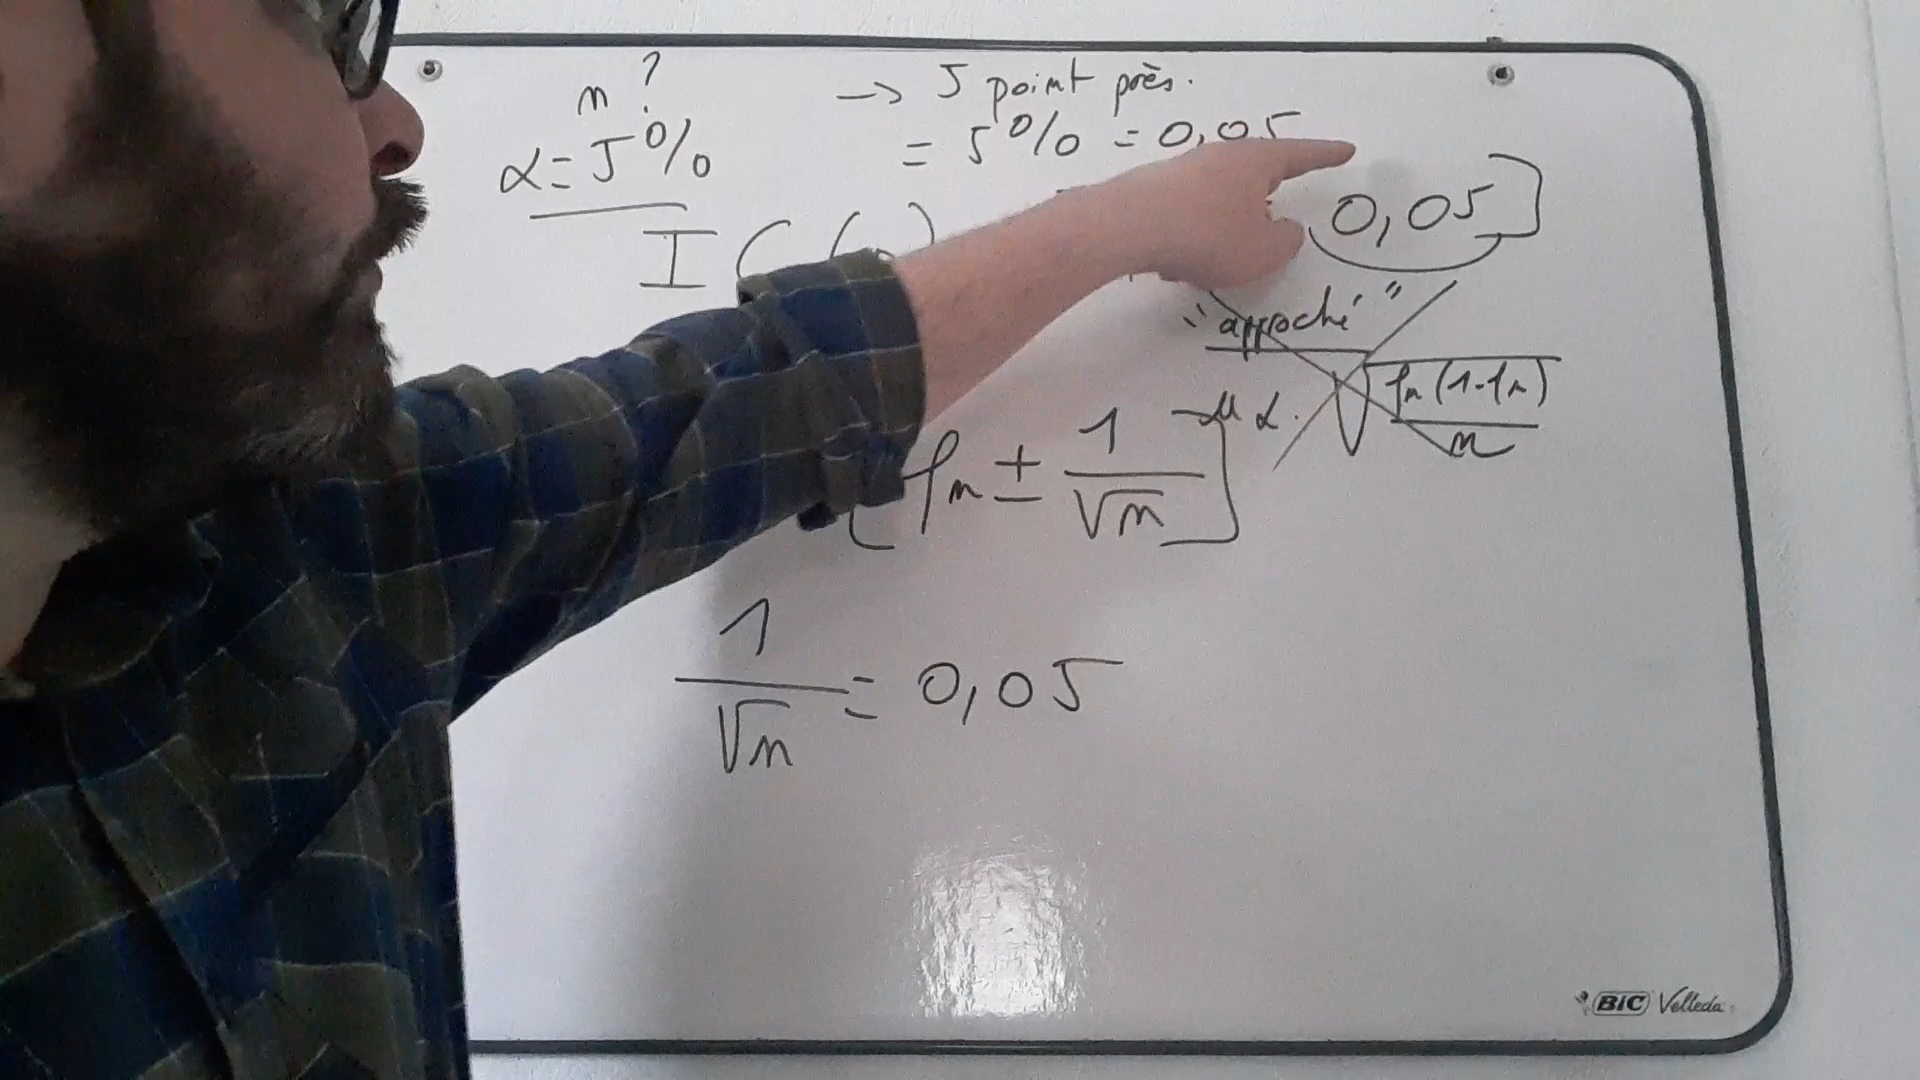 n ?
→ 5 point près.
α = 5%
= 5% = 0,05
I C (
0,05]
"approché"
fn ± 1/√n]
μ α. √fn(1-fn)/n
1/√n = 0,05
BIC Velleda